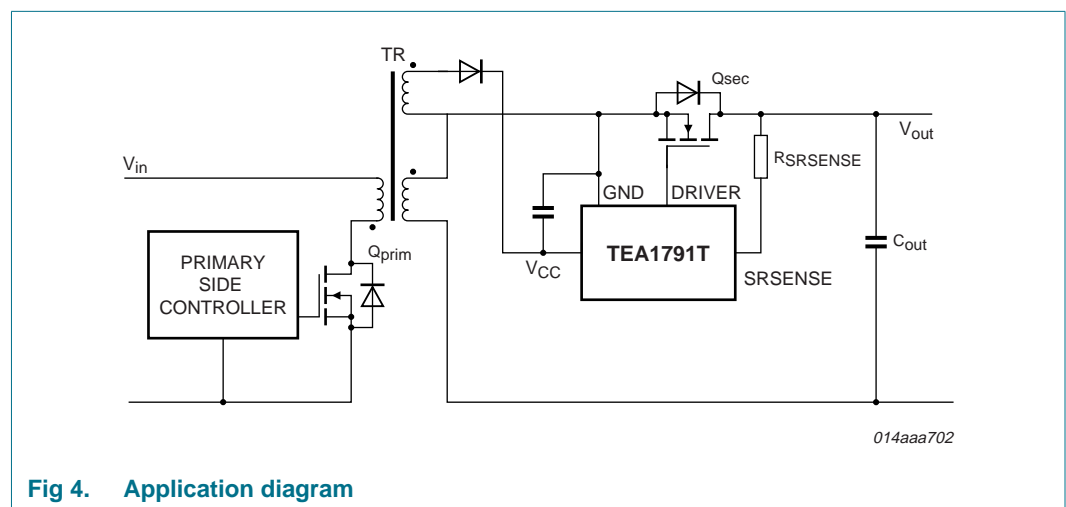 TR
Qsec
Vout
Vin
RSRSENSE
GND DRIVER
TEA1791T
Cout
VCC
SRSENSE
Qprim
PRIMARY
SIDE
CONTROLLER
014aaa702
Fig 4. Application diagram